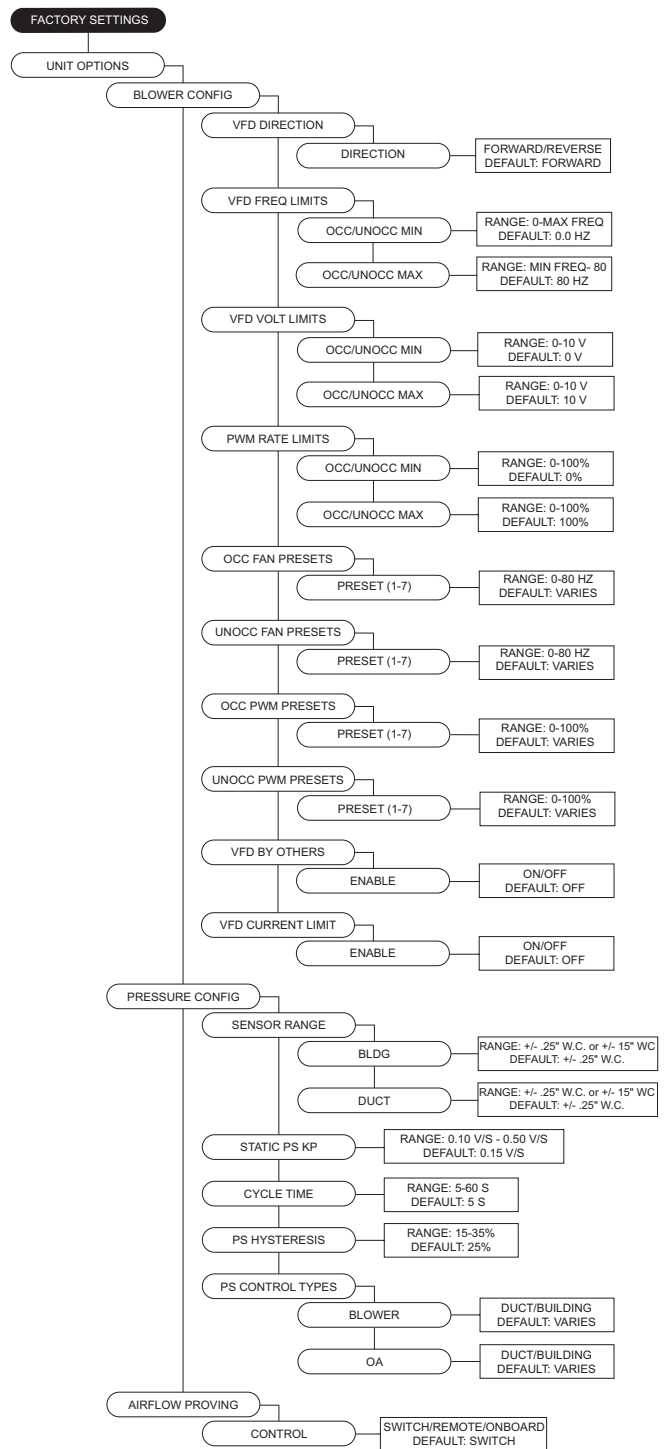 FACTORY SETTINGS
UNIT OPTIONS
BLOWER CONFIG
VFD DIRECTION
DIRECTION
FORWARD/REVERSE
DEFAULT: FORWARD
VFD FREQ LIMITS
OCC/UNOCC MIN
RANGE: 0-MAX FREQ
DEFAULT: 0.0 HZ
OCC/UNOCC MAX
RANGE: MIN FREQ- 80
DEFAULT: 80 HZ
VFD VOLT LIMITS
OCC/UNOCC MIN
RANGE: 0-10 V
DEFAULT: 0 V
OCC/UNOCC MAX
RANGE: 0-10 V
DEFAULT: 10 V
PWM RATE LIMITS
OCC/UNOCC MIN
RANGE: 0-100%
DEFAULT: 0%
OCC/UNOCC MAX
RANGE: 0-100%
DEFAULT: 100%
OCC FAN PRESETS
PRESET (1-7)
RANGE: 0-80 HZ
DEFAULT: VARIES
UNOCC FAN PRESETS
PRESET (1-7)
RANGE: 0-80 HZ
DEFAULT: VARIES
OCC PWM PRESETS
PRESET (1-7)
RANGE: 0-100%
DEFAULT: VARIES
UNOCC PWM PRESETS
PRESET (1-7)
RANGE: 0-100%
DEFAULT: VARIES
VFD BY OTHERS
ENABLE
ON/OFF
DEFAULT: OFF
VFD CURRENT LIMIT
ENABLE
ON/OFF
DEFAULT: OFF
PRESSURE CONFIG
SENSOR RANGE
BLDG
RANGE: +/- .25" W.C. or +/- 15" WC
DEFAULT: +/- .25" W.C.
DUCT
RANGE: +/- .25" W.C. or +/- 15" WC
DEFAULT: +/- .25" W.C.
STATIC PS KP
RANGE: 0.10 V/S - 0.50 V/S
DEFAULT: 0.15 V/S
CYCLE TIME
RANGE: 5-60 S
DEFAULT: 5 S
PS HYSTERESIS
RANGE: 15-35%
DEFAULT: 25%
PS CONTROL TYPES
BLOWER
DUCT/BUILDING
DEFAULT: VARIES
OA
DUCT/BUILDING
DEFAULT: VARIES
AIRFLOW PROVING
CONTROL
SWITCH/REMOTE/ONBOARD
DEFAULT: SWITCH